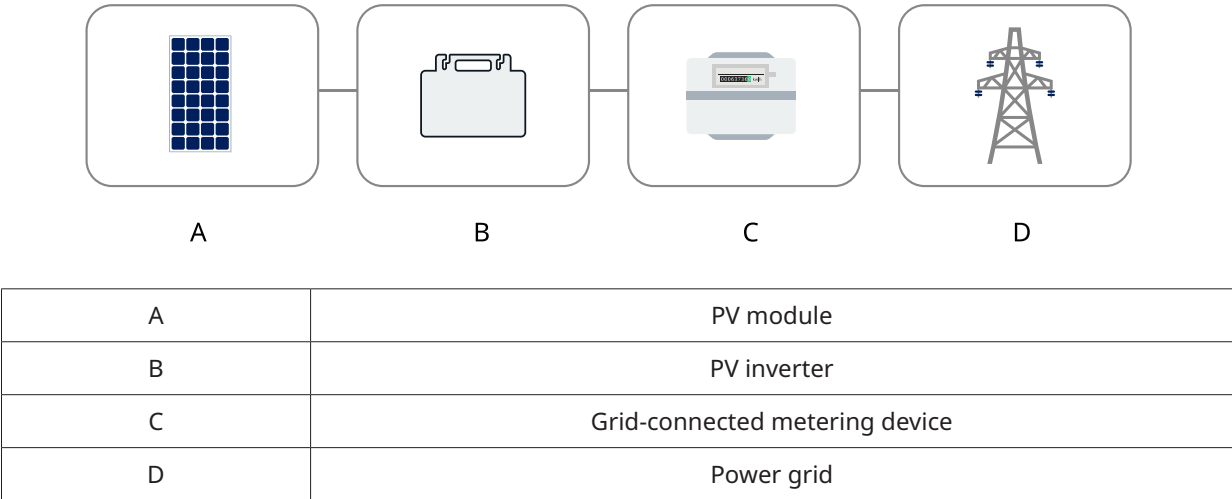 A B C D
A PV module
B PV inverter
C Grid-connected metering device
D Power grid